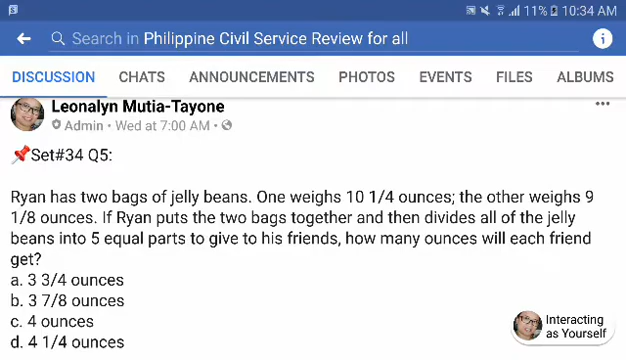 11% 10:34 AM
Search in Philippine Civil Service Review for all
DISCUSSION CHATS ANNOUNCEMENTS PHOTOS EVENTS FILES ALBUMS
Leonalyn Mutia-Tayone
Admin • Wed at 7:00 AM •
📌Set#34 Q5:
Ryan has two bags of jelly beans. One weighs 10 1/4 ounces; the other weighs 9
1/8 ounces. If Ryan puts the two bags together and then divides all of the jelly
beans into 5 equal parts to give to his friends, how many ounces will each friend
get?
a. 3 3/4 ounces
b. 3 7/8 ounces
c. 4 ounces
d. 4 1/4 ounces
Interacting
as Yourself